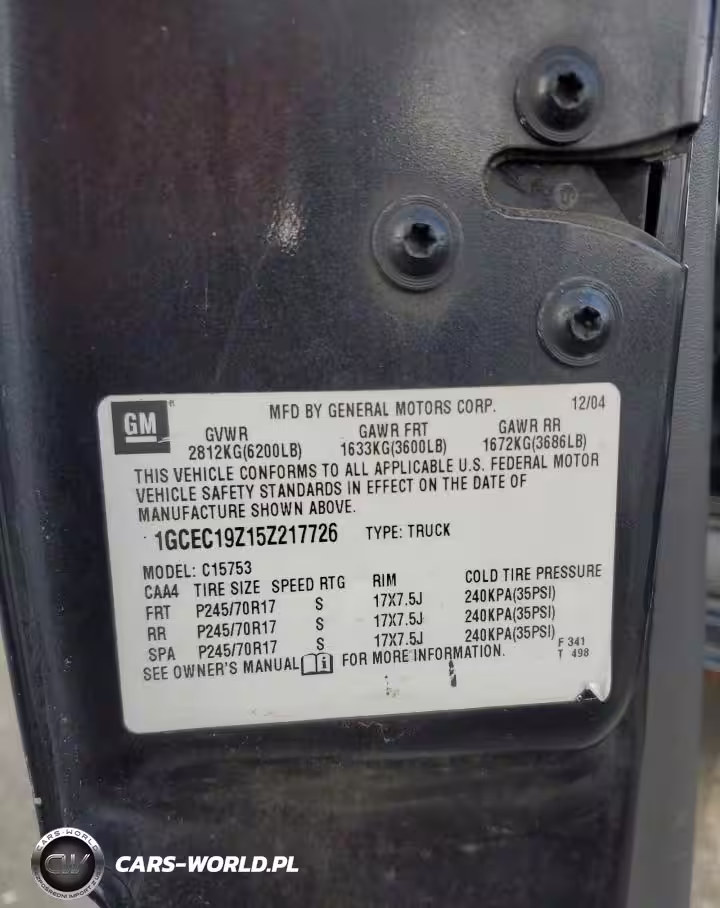 GM
MFD BY GENERAL MOTORS CORP.
12/04
GVWR GAWR FRT GAWR RR
2812KG(6200LB) 1633KG(3600LB) 1672KG(3686LB)
THIS VEHICLE CONFORMS TO ALL APPLICABLE U.S. FEDERAL MOTOR
VEHICLE SAFETY STANDARDS IN EFFECT ON THE DATE OF
MANUFACTURE SHOWN ABOVE.
1GCEC19Z15Z217726 TYPE: TRUCK
MODEL: C15753
CAA4 TIRE SIZE SPEED RTG RIM COLD TIRE PRESSURE
FRT P245/70R17 S 17X7.5J 240KPA(35PSI)
RR P245/70R17 S 17X7.5J 240KPA(35PSI)
SPA P245/70R17 S 17X7.5J 240KPA(35PSI)
SEE OWNER'S MANUAL FOR MORE INFORMATION.
F 341
T 498
CARS-WORLD
CW
CARS-WORLD.PL